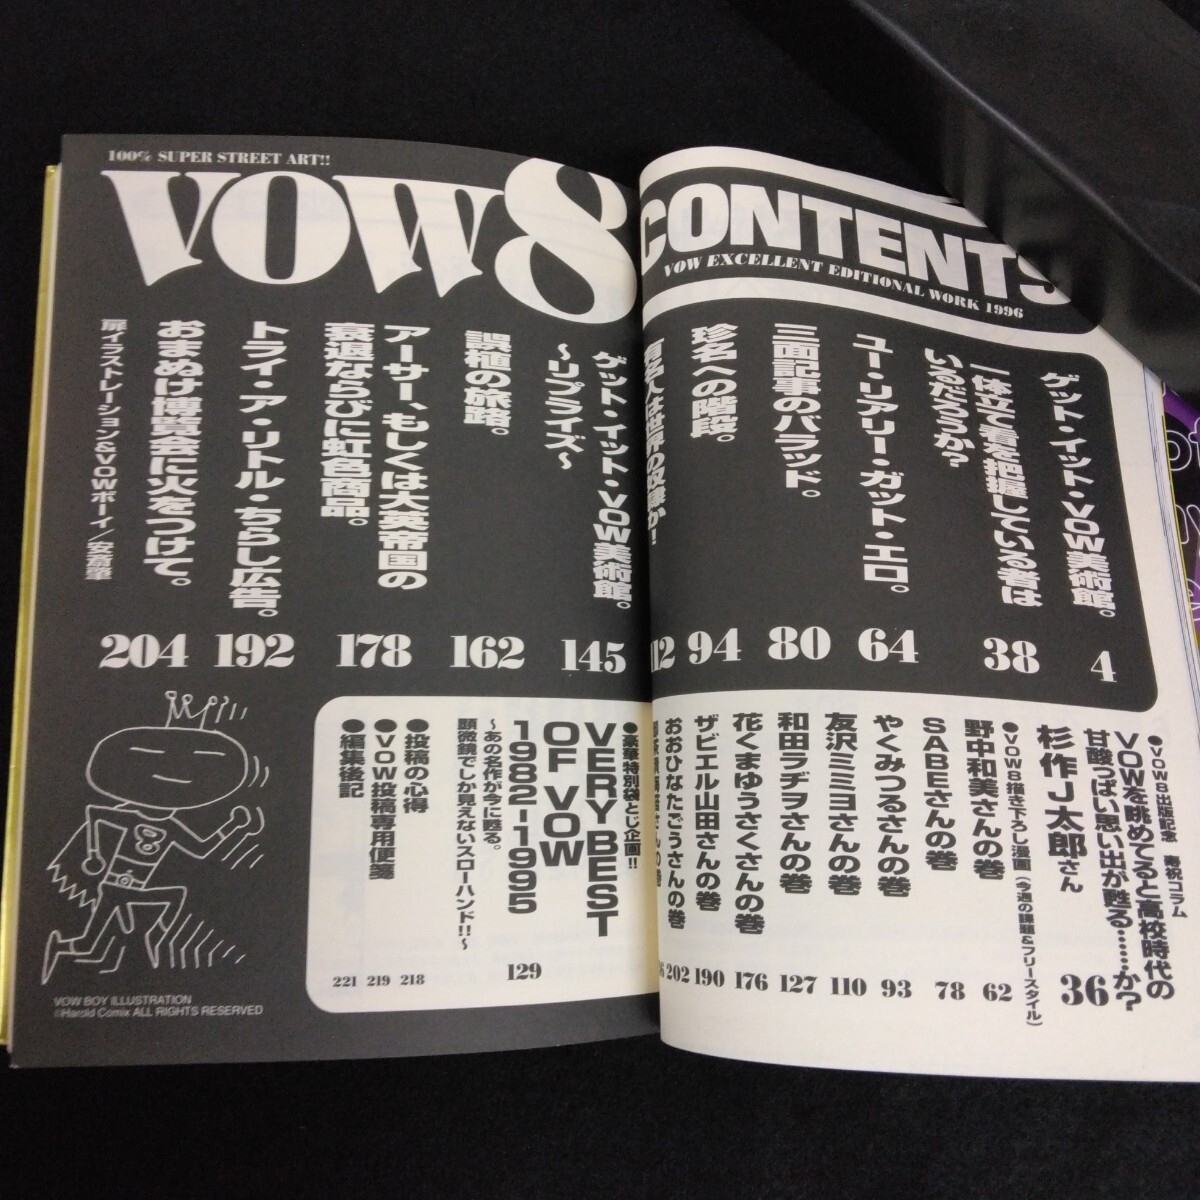 100% SUPER STREET ART!!
VOW8
CONTENTS
VOW EXCELLENT EDITIONAL WORK 1996
ゲット・イット・VOW美術館。
4
一体立て看を把握している者は
いるだろうか?
38
ユー・リアリー・ガット・エロ。
64
三面記事のバラッド。
80
珍名への階段。
94
有名人は世界の奴隷か!
112
ゲット・イット・VOW美術館。
〜リプライズ〜
145
誤植の旅路。
162
アーサー、もしくは大英帝国の
衰退ならびに虹色商品。
178
トライ・ア・リトル・ちらし広告。
192
おまぬけ博覧会に火をつけて。
204
扉イラストレーション&VOWボーイ/安斎肇
●VOW8出版記念 奉祝コラム
VOWを眺めてると高校時代の
甘酸っぱい思い出が甦る……か?
杉作J太郎さん
36
●VOW8描き下ろし漫画(今週の課題&フリースタイル)
野中和美さんの巻
62
SABEさんの巻
78
やくみつるさんの巻
93
友沢ミミヨさんの巻
110
和田ラヂヲさんの巻
127
花くまゆうさくさんの巻
176
ザビエル山田さんの巻
190
おおひなたごうさんの巻
202
●豪華特別袋とじ企画!!
VERY BEST
OF VOW
1982-1995
〜あの名作が今に甦る。
顕微鏡でしか見えないスローハンド!!〜
129
●投稿の心得
218
●VOW投稿専用便箋
219
●編集後記
221
8
VOW BOY ILLUSTRATION
©Harold Comix ALL RIGHTS RESERVED